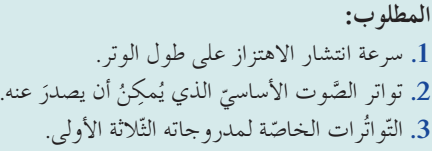 المطلوب:
1. سرعة انتشار الاهتزاز على طول الوتر.
2. تواتر الصَّوت الأساسيّ الذي يُمكِنُ أن يصدرَ عنه.
3. التّواتُرات الخاصّة لمدروجاته الثّلاثة الأولى.